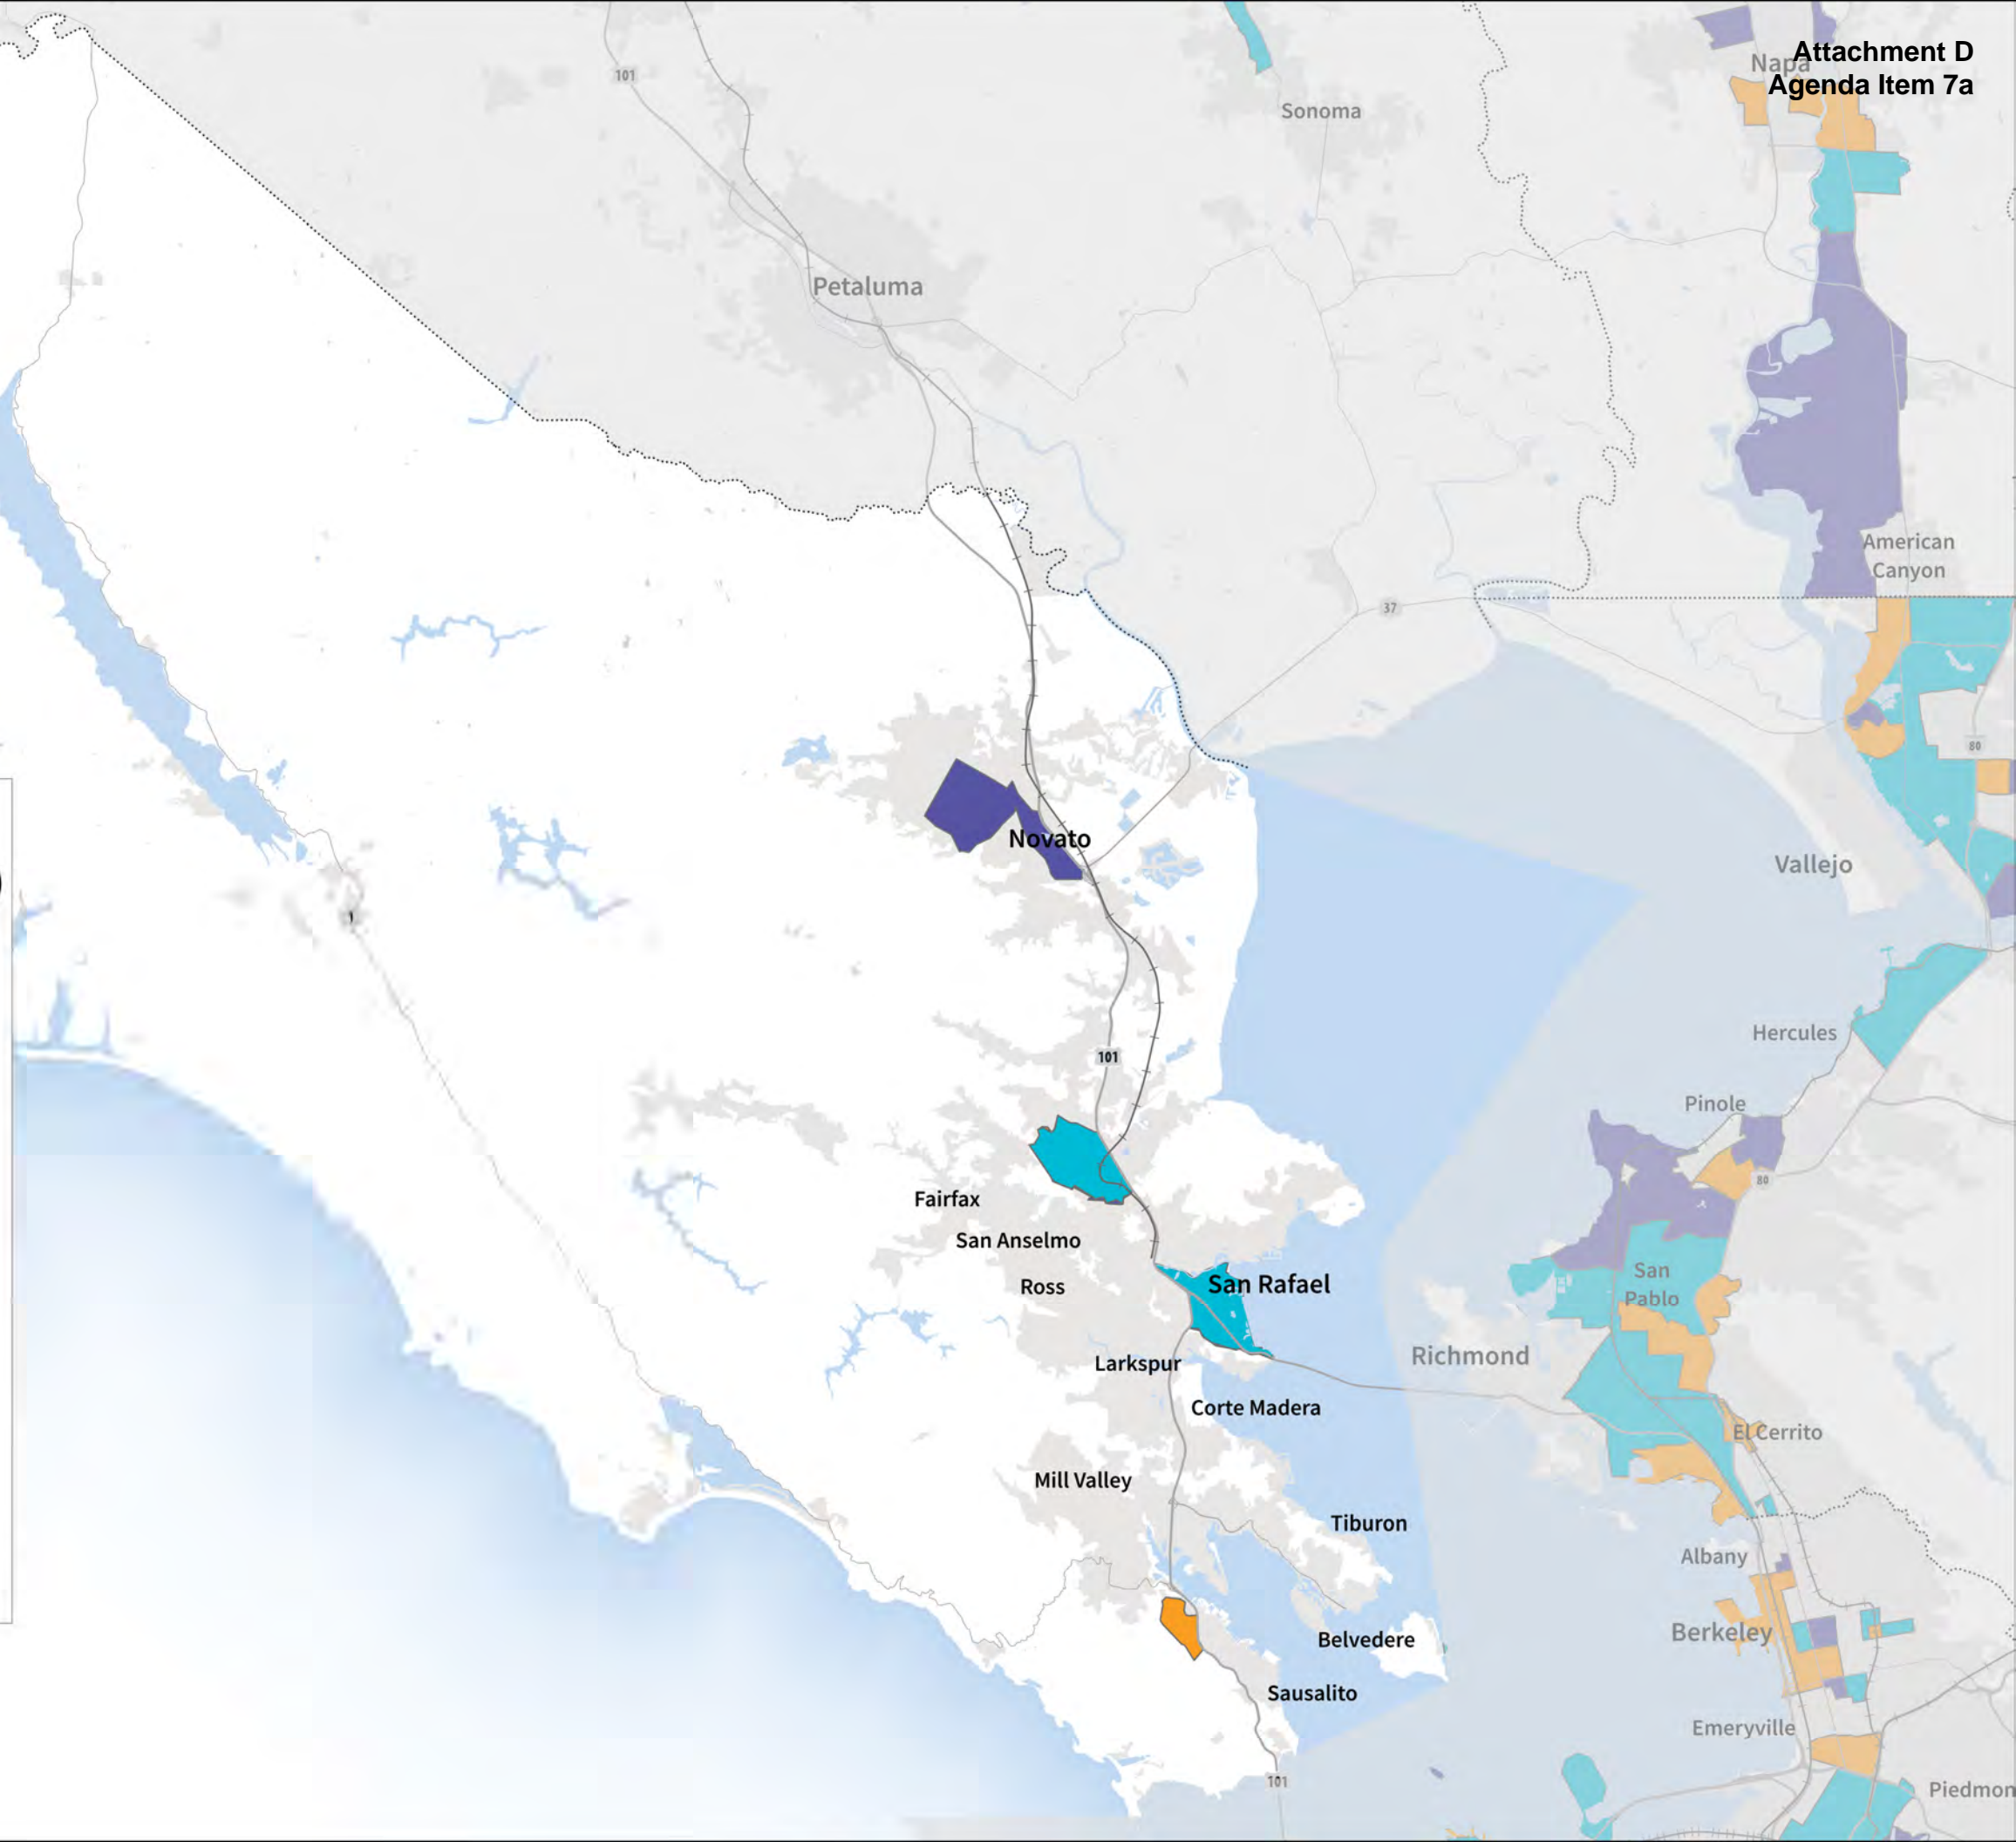 Attachment D
Agenda Item 7a
101
Napa
Sonoma
Petaluma
American
Canyon
37
80
Novato
Vallejo
Hercules
101
Pinole
80
Fairfax
San Anselmo
San
Pablo
Ross
San Rafael
Richmond
Larkspur
Corte Madera
El Cerrito
Mill Valley
Tiburon
Albany
Berkeley
Belvedere
Sausalito
Emeryville
101
Piedmon